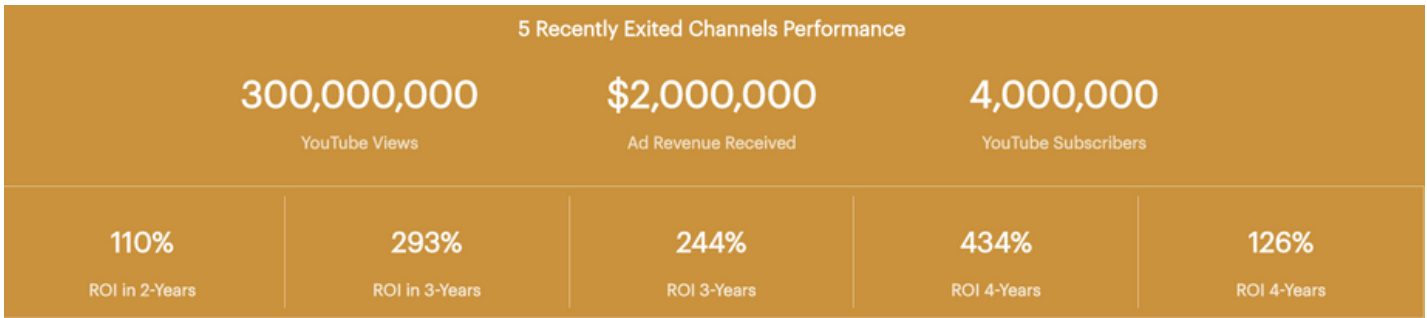 5 Recently Exited Channels Performance
300,000,000 $2,000,000 4,000,000
YouTube Views Ad Revenue Received YouTube Subscribers
110% 293% 244% 434% 126%
ROI in 2-Years ROI in 3-Years ROI 3-Years ROI 4-Years ROI 4-Years